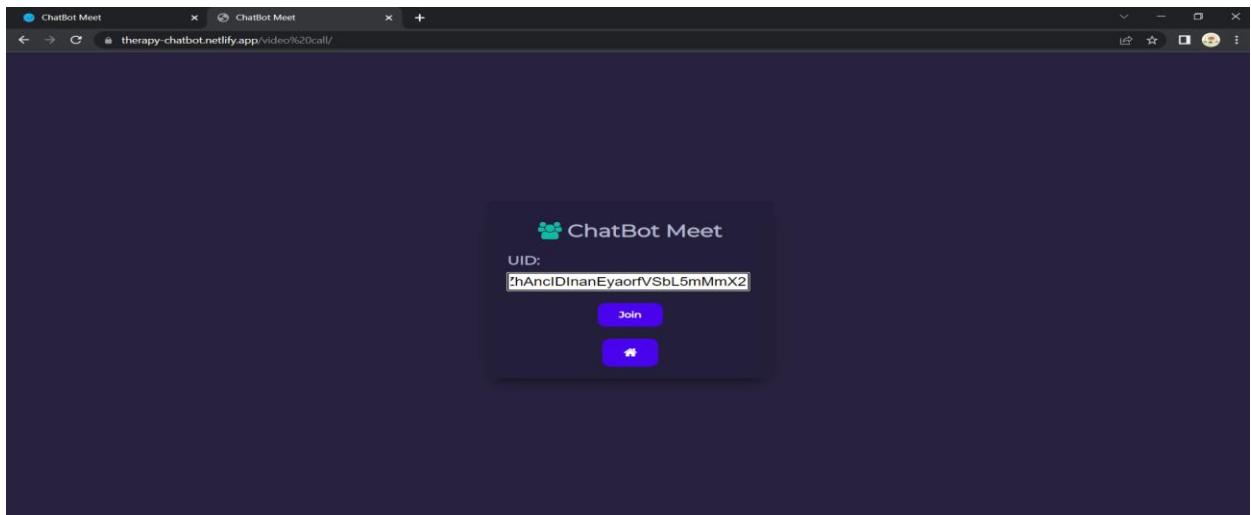 ChatBot Meet
ChatBot Meet
therapy-chatbot.netlify.app/video%20call/
ChatBot Meet
UID:
hAncIDInanEyaorfVSbL5mMmX2
Join